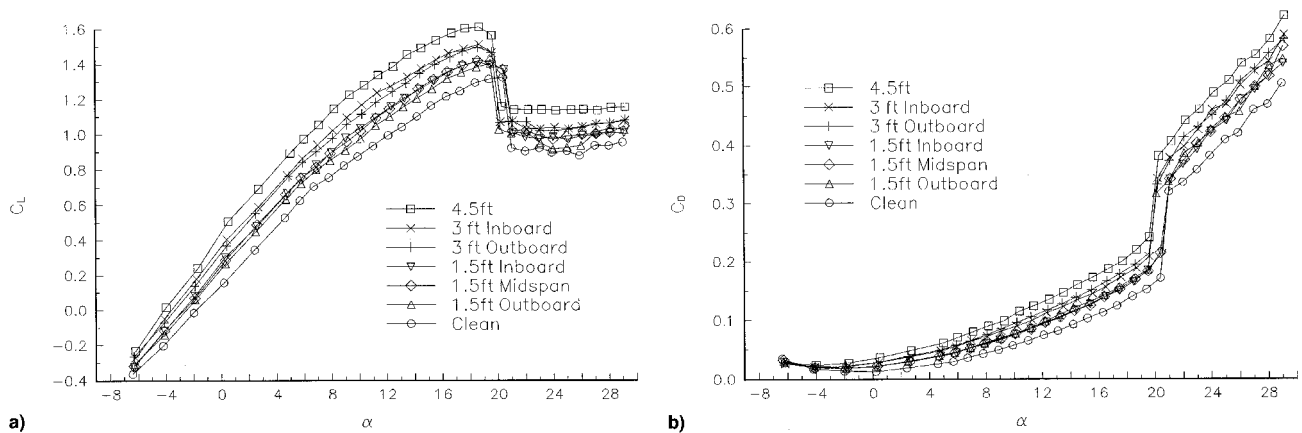 1.6
1.4
1.2
1.0
0.8
0.6
0.4
0.2
0.0
−0.2
−0.4
C_L
−8 −4 0 4 8 12 16 20 24 28
α
4.5ft
3 ft Inboard
3 ft Outboard
1.5ft Inboard
1.5ft Midspan
1.5ft Outboard
Clean
a)
0.6
0.5
0.4
0.3
0.2
0.1
0.0
C_D
−8 −4 0 4 8 12 16 20 24 28
α
4.5ft
3 ft Inboard
3 ft Outboard
1.5ft Inboard
1.5ft Midspan
1.5ft Outboard
Clean
b)